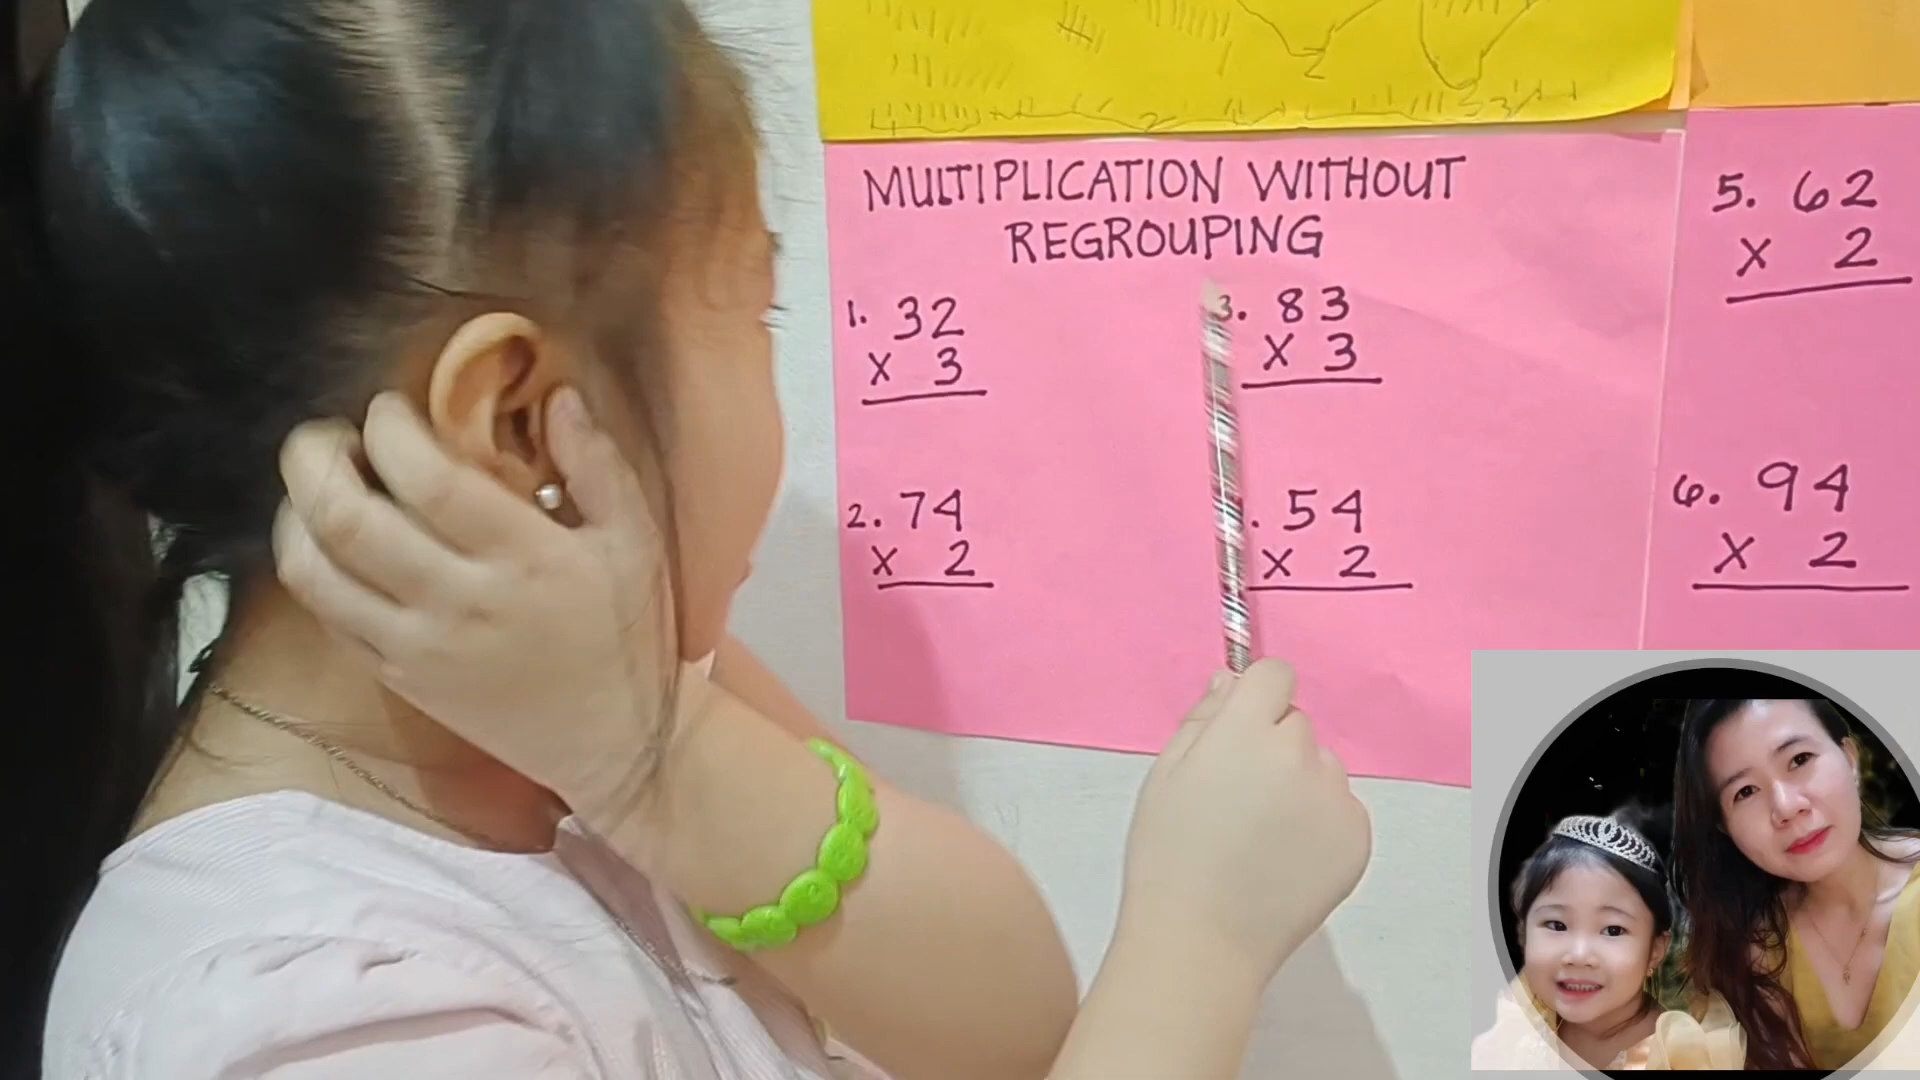 MULTIPLICATION WITHOUT
REGROUPING
1. 32
X 3
2. 74
X 2
3. 83
X 3
. 54
X 2
5. 62
X 2
6. 94
X 2